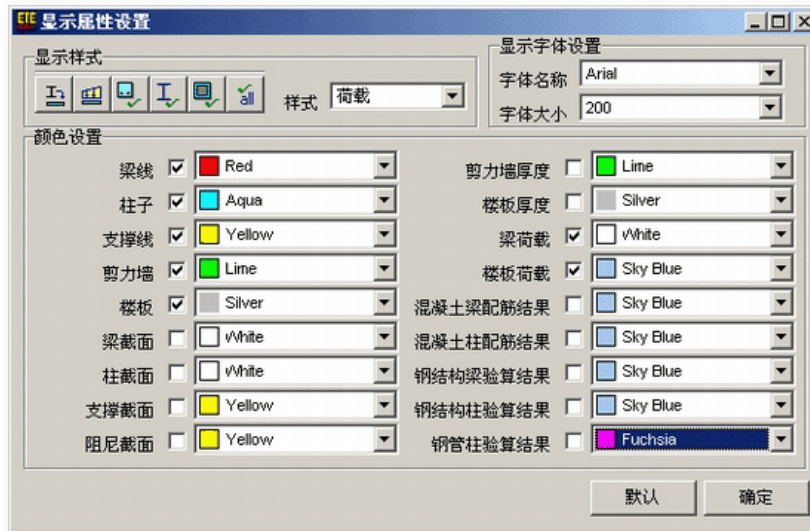 ETE 显示属性设置
显示样式
显示字体设置
all
样式 荷载
字体名称 Arial
字体大小 200
颜色设置
梁线 Red
剪力墙厚度 Lime
柱子 Aqua
楼板厚度 Silver
支撑线 Yellow
梁荷载 White
剪力墙 Lime
楼板荷载 Sky Blue
楼板 Silver
混凝土梁配筋结果 Sky Blue
梁截面 White
混凝土柱配筋结果 Sky Blue
柱截面 White
钢结构梁验算结果 Sky Blue
支撑截面 Yellow
钢结构柱验算结果 Sky Blue
阻尼截面 Yellow
钢管柱验算结果 Fuchsia
默认
确定